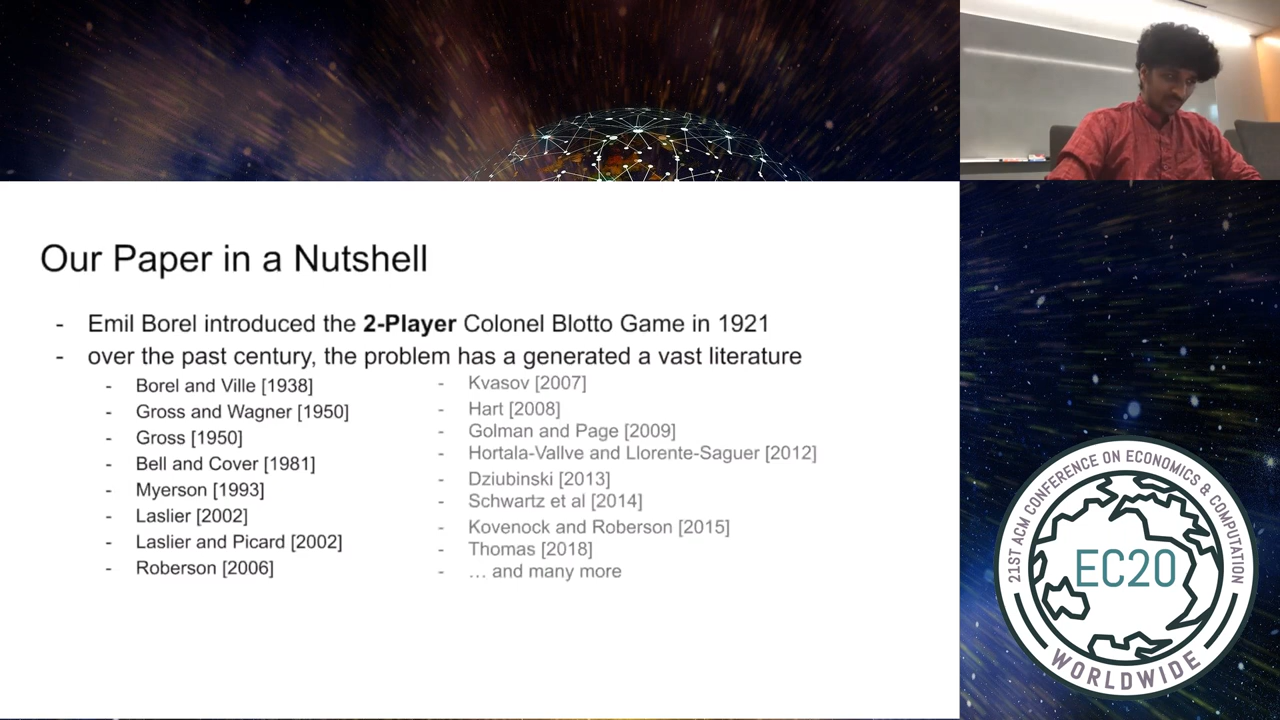 Our Paper in a Nutshell
- Emil Borel introduced the 2-Player Colonel Blotto Game in 1921
- over the past century, the problem has a generated a vast literature
- Borel and Ville [1938]
- Gross and Wagner [1950]
- Gross [1950]
- Bell and Cover [1981]
- Myerson [1993]
- Laslier [2002]
- Laslier and Picard [2002]
- Roberson [2006]
- Kvasov [2007]
- Hart [2008]
- Golman and Page [2009]
- Hortala-Vallve and Llorente-Saguer [2012]
- Dziubinski [2013]
- Schwartz et al [2014]
- Kovenock and Roberson [2015]
- Thomas [2018]
- … and many more
21ST ACM CONFERENCE ON ECONOMICS & COMPUTATION
EC20
WORLDWIDE